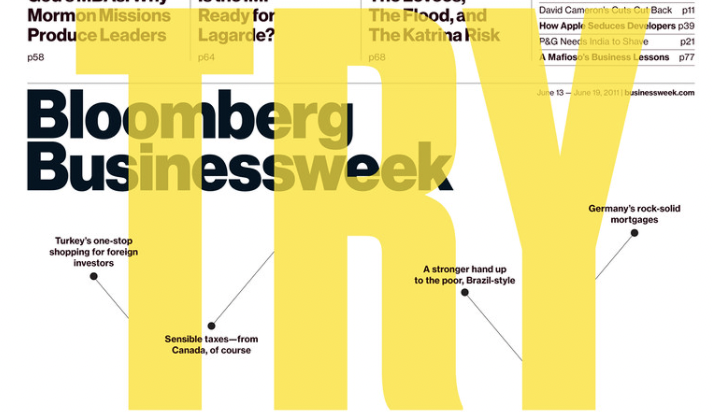 Mormon Missions
Produce Leaders
p58
Ready for
Lagarde?
p64
The Flood, and
The Katrina Risk
p68
David Cameron's Cuts Cut Back p11
How Apple Seduces Developers p39
P&G Needs India to Shave p21
A Mafioso's Business Lessons p77
June 13 — June 19, 2011 | businessweek.com
Bloomberg
Businessweek
TRY
Germany's rock-solid
mortgages
Turkey's one-stop
shopping for foreign
investors
A stronger hand up
to the poor, Brazil-style
Sensible taxes—from
Canada, of course